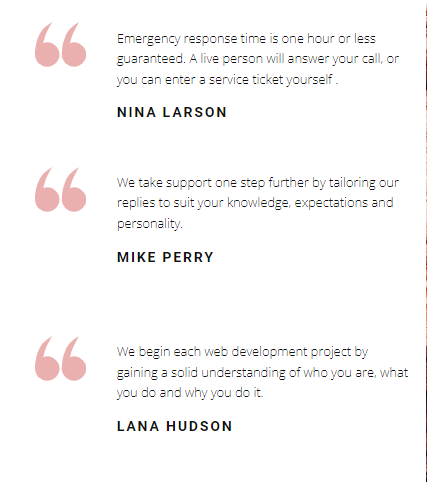 Emergency response time is one hour or less
guaranteed. A live person will answer your call, or
you can enter a service ticket yourself .
NINA LARSON
We take support one step further by tailoring our
replies to suit your knowledge, expectations and
personality.
MIKE PERRY
We begin each web development project by
gaining a solid understanding of who you are, what
you do and why you do it.
LANA HUDSON